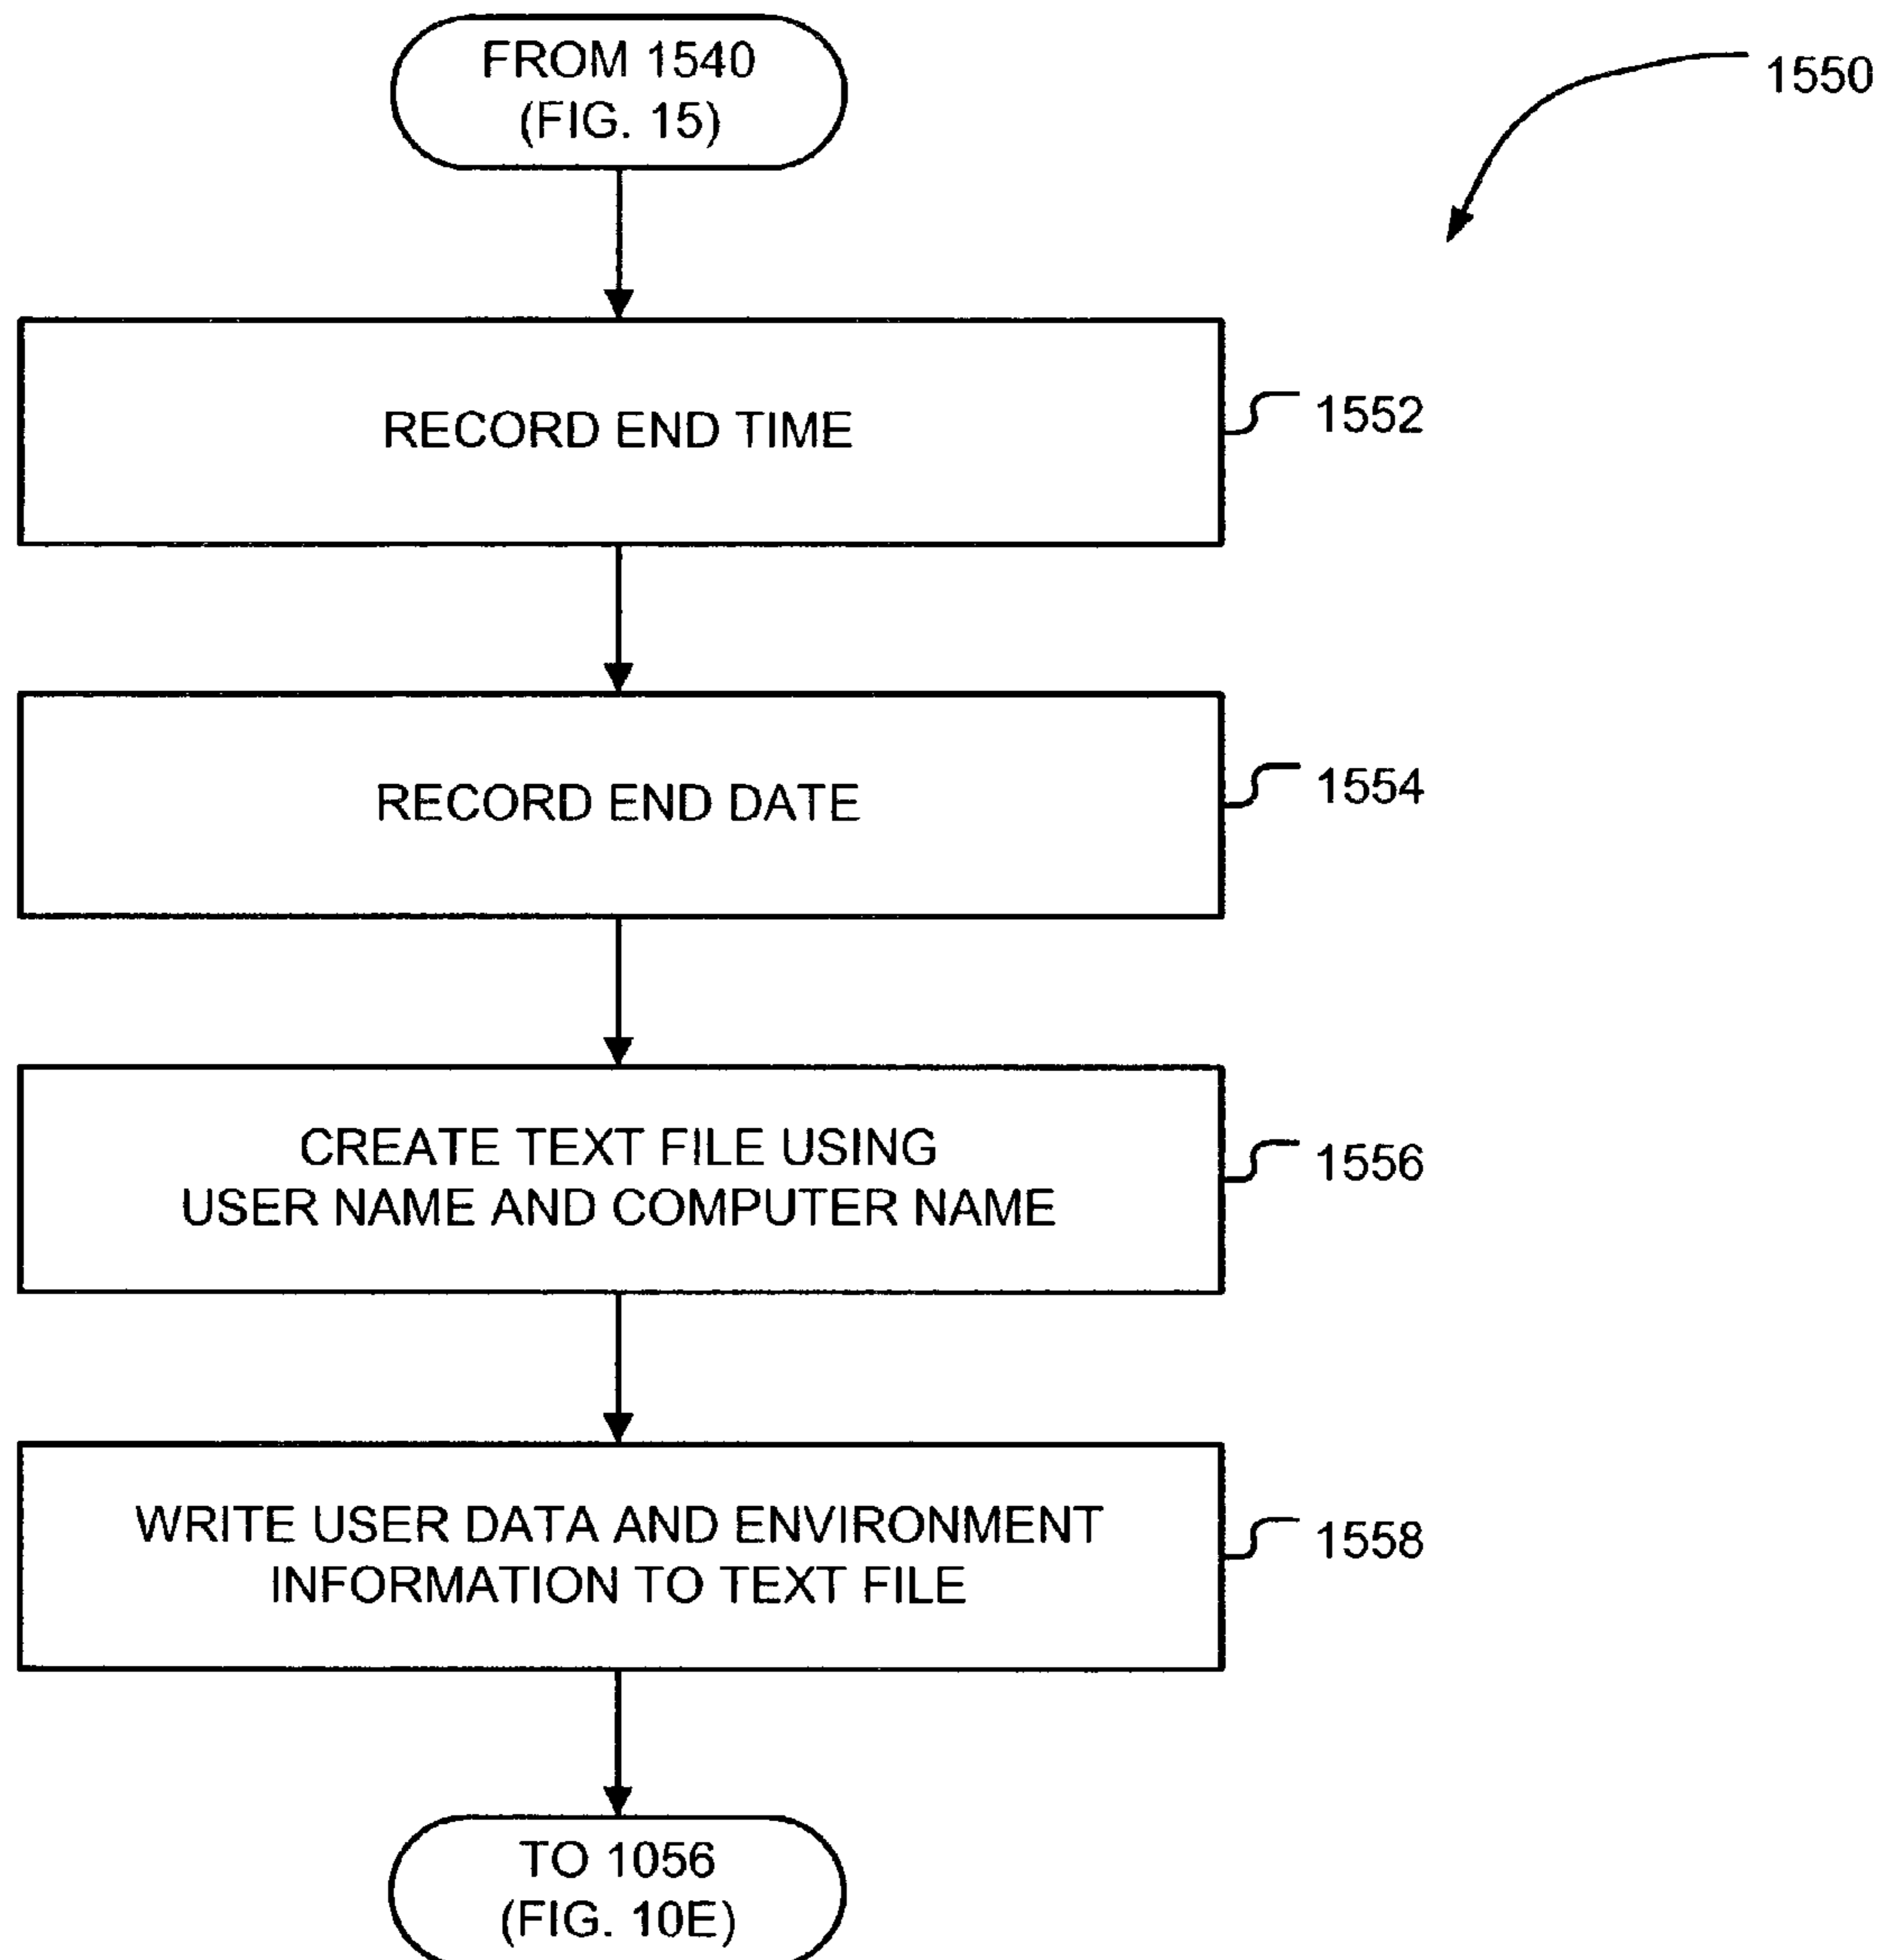 FROM 1540
(FIG. 15)
1550
RECORD END TIME
1552
RECORD END DATE
1554
CREATE TEXT FILE USING
USER NAME AND COMPUTER NAME
1556
WRITE USER DATA AND ENVIRONMENT
INFORMATION TO TEXT FILE
1558
TO 1056
(FIG. 10E)